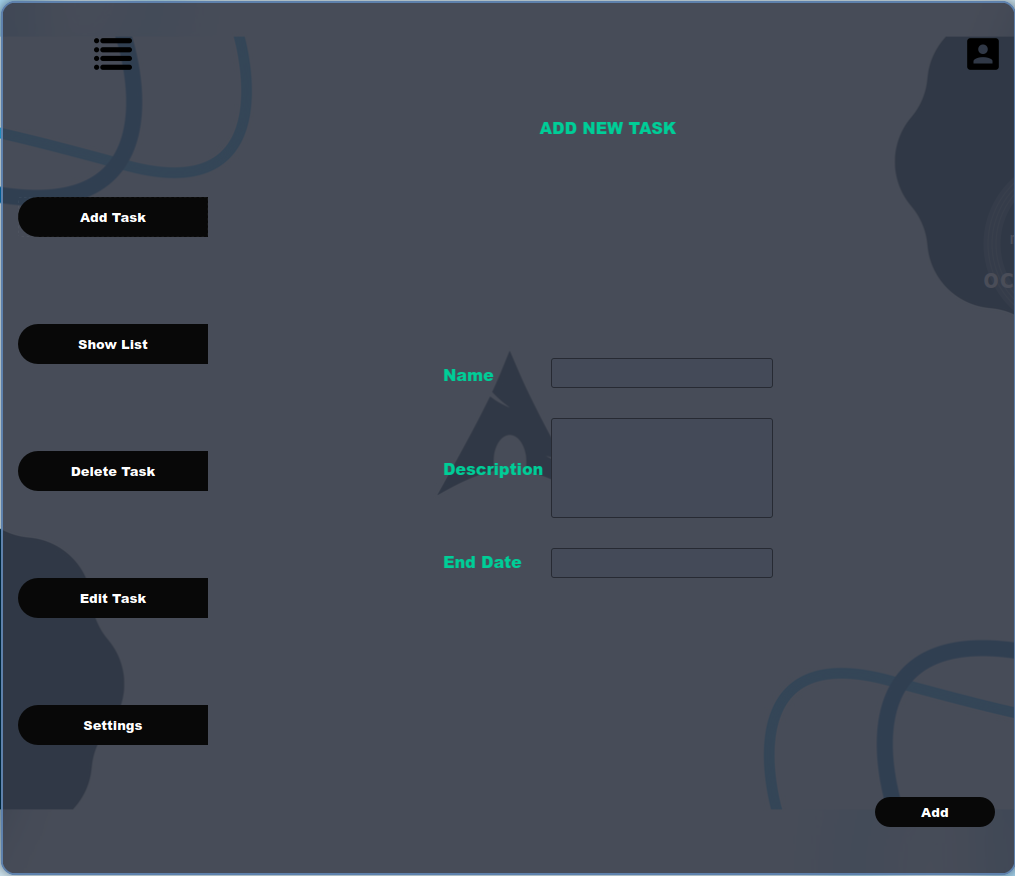 ADD NEW TASK
Add Task
Show List
Name
Description
Delete Task
End Date
Edit Task
Settings
Add